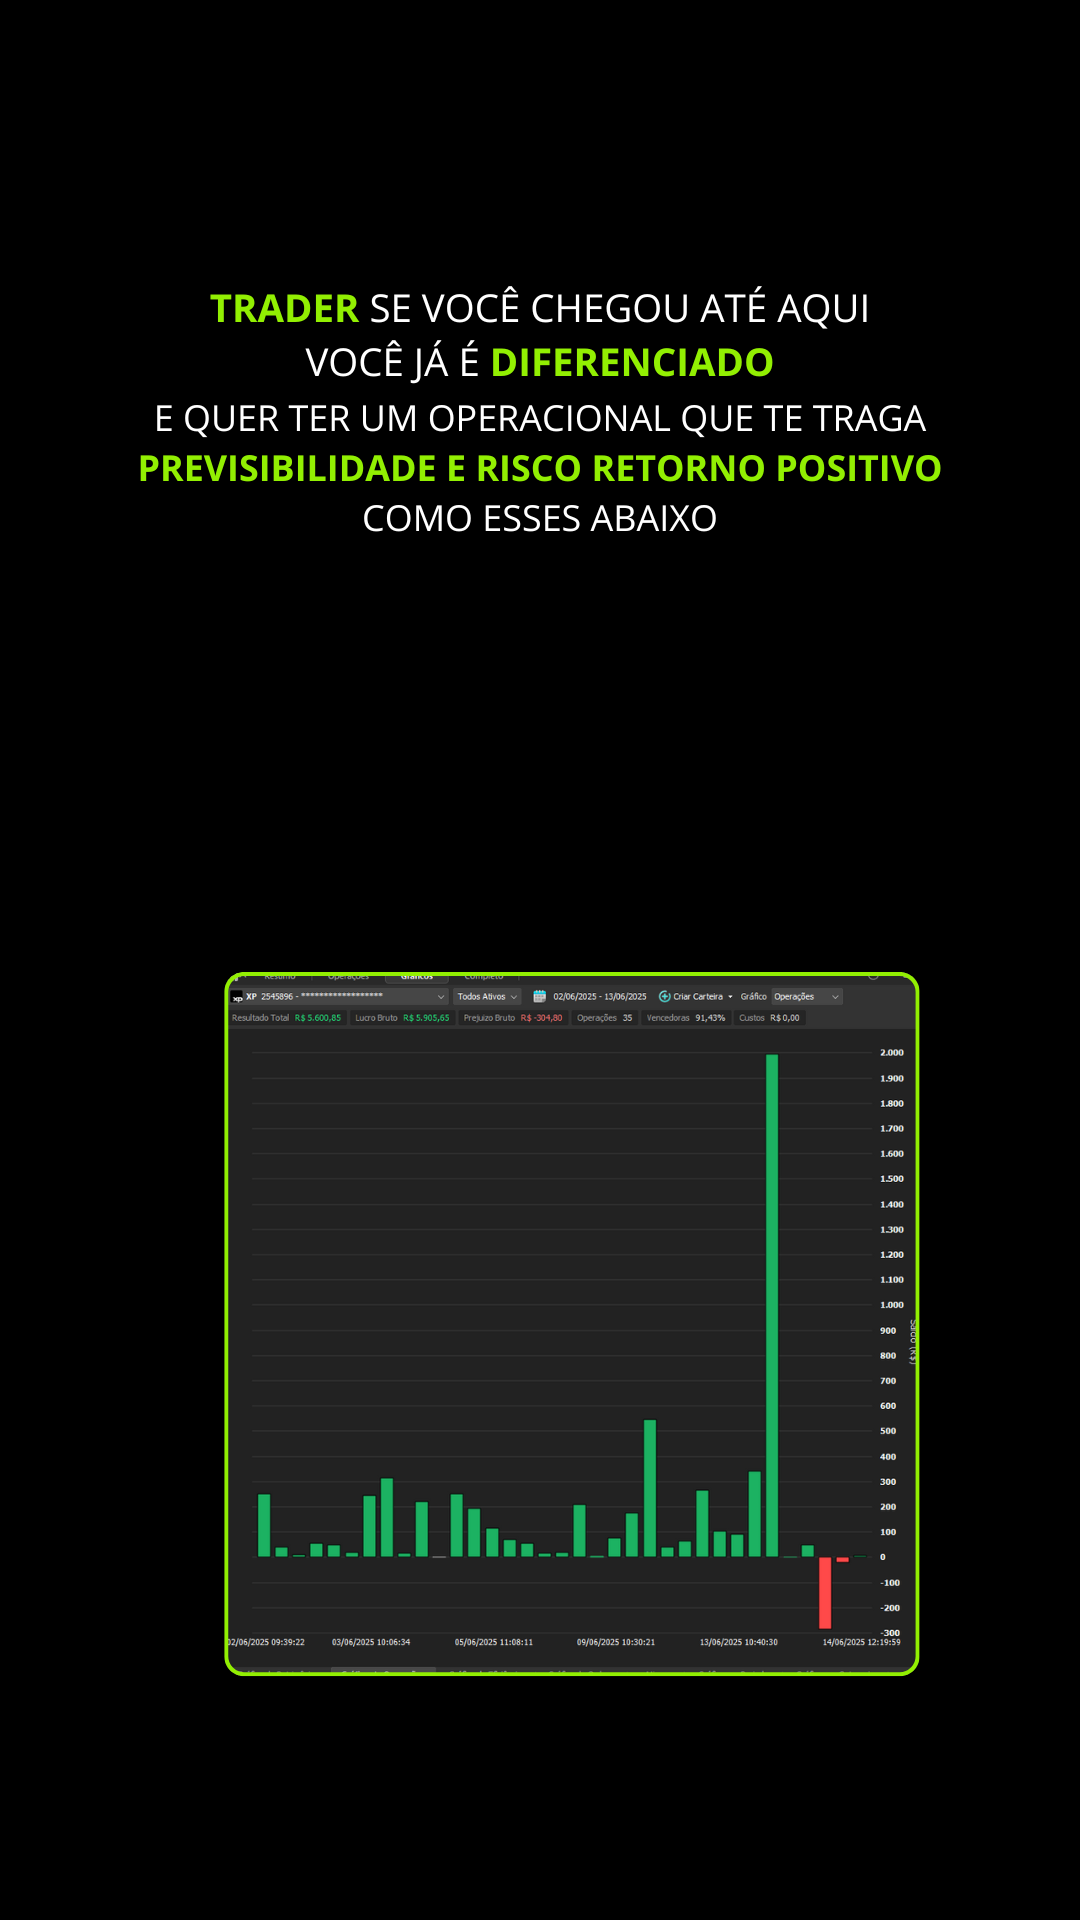 TRADER SE VOCÊ CHEGOU ATÉ AQUI
VOCÊ JÁ É DIFERENCIADO
E QUER TER UM OPERACIONAL QUE TE TRAGA
PREVISIBILIDADE E RISCO RETORNO POSITIVO
COMO ESSES ABAIXO
Resumo Operações Gráficos Completo
XP XP 2545896 - ****************** Todos Ativos 02/06/2025 - 13/06/2025 Criar Carteira Gráfico Operações
Resultado Total R$ 5.600,85 Lucro Bruto R$ 5.905,65 Prejuizo Bruto R$ -304,80 Operações 35 Vencedoras 91,43% Custos R$ 0,00
2.000
1.900
1.800
1.700
1.600
1.500
1.400
1.300
1.200
1.100
1.000
900
800
700
600
500
400
300
200
100
0
-100
-200
-300
Saldo (R$)
02/06/2025 09:39:22 03/06/2025 10:06:34 05/06/2025 11:08:11 09/06/2025 10:30:21 13/06/2025 10:40:30 14/06/2025 12:19:59